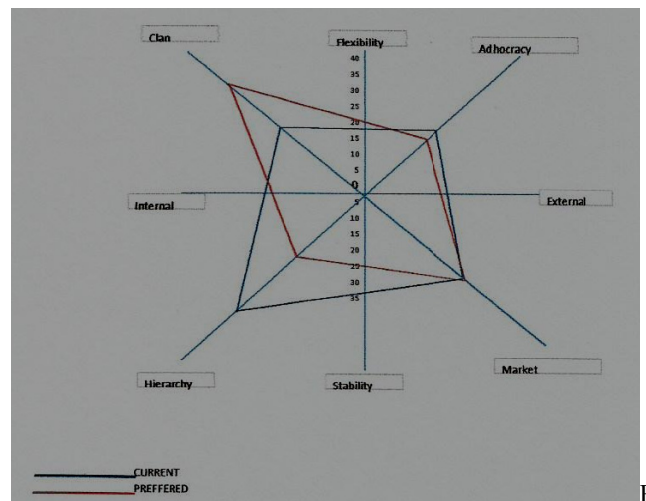 Clan
Flexibility
Adhocracy
40
35
30
25
20
15
10
5
0
5
10
15
20
25
30
35
Internal
External
Hierarchy
Stability
Market
CURRENT
PREFFERED